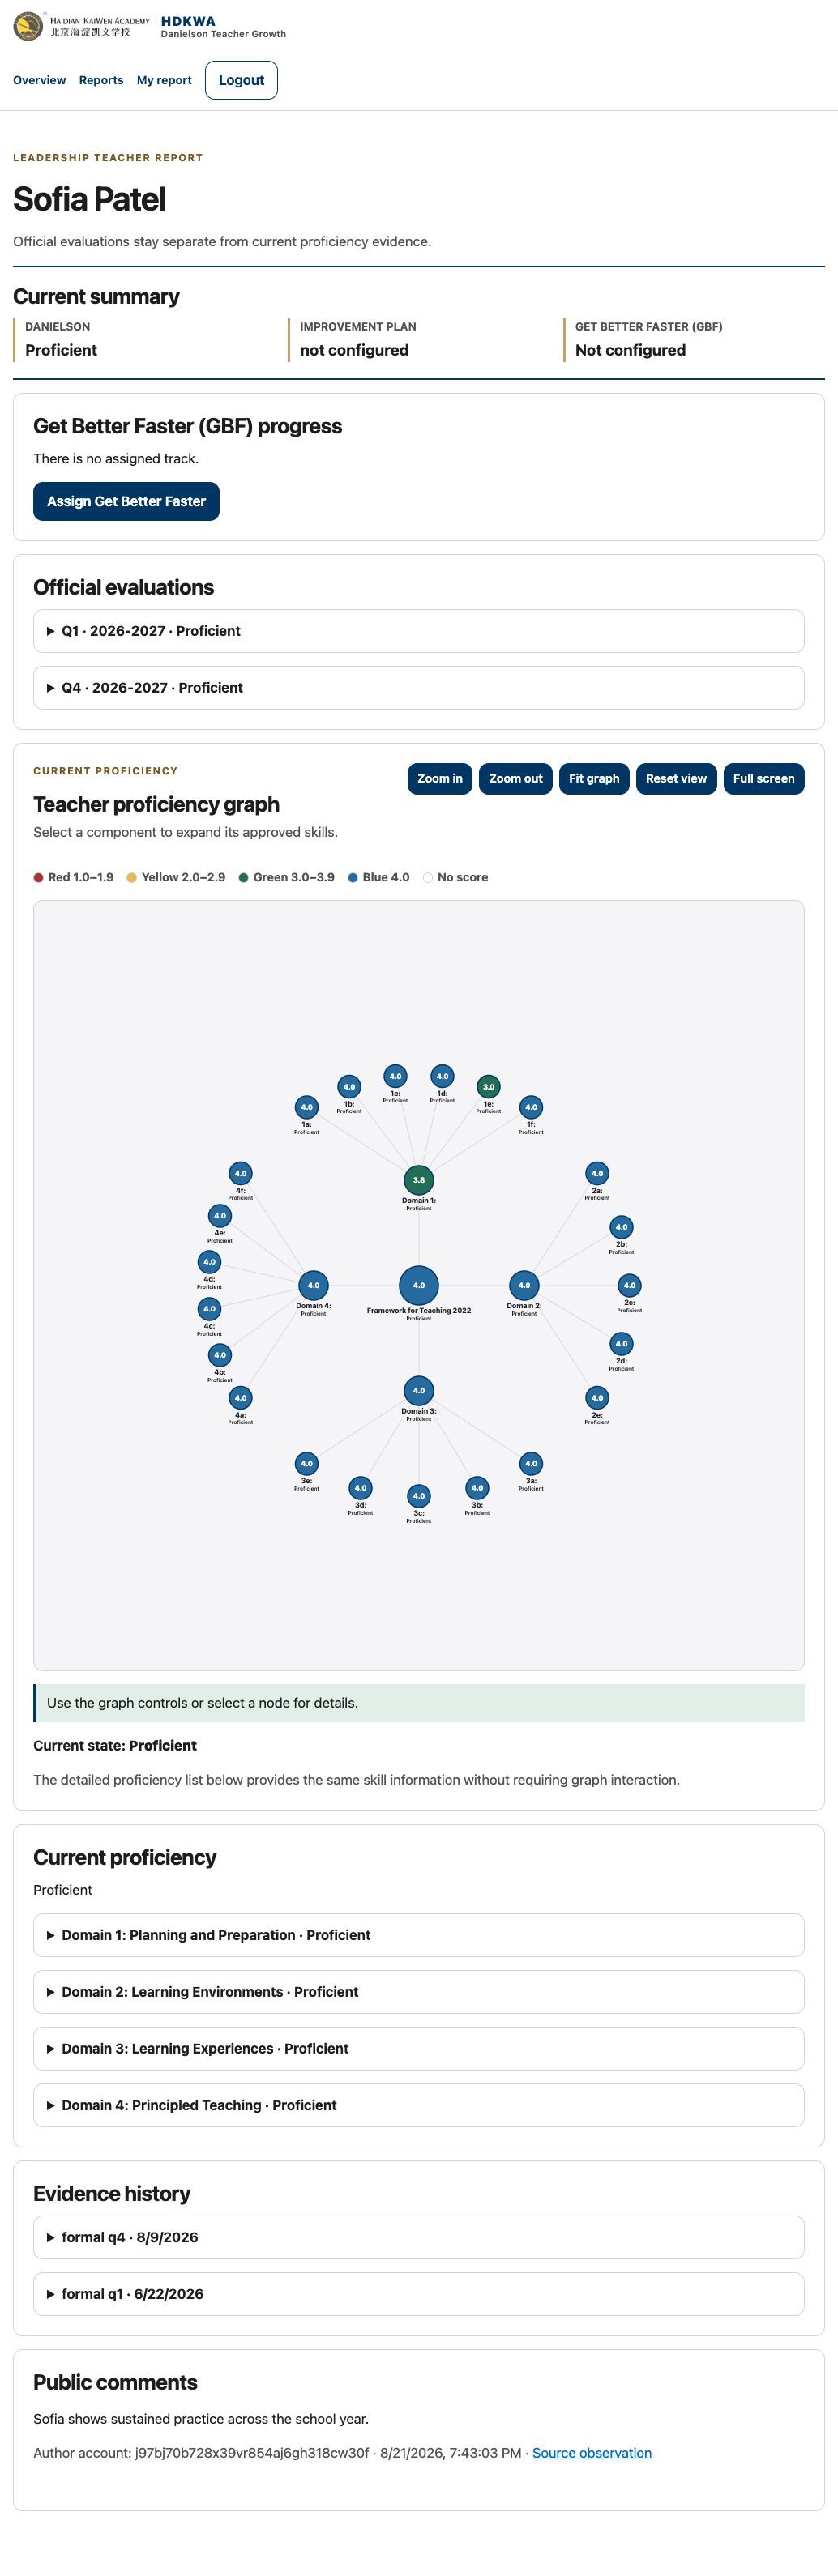 HAIDIAN KAIWEN ACADEMY
北京海淀凯文学校
HDKWA
Danielson Teacher Growth
Overview
Reports
My report
Logout
LEADERSHIP TEACHER REPORT
Sofia Patel
Official evaluations stay separate from current proficiency evidence.
Current summary
DANIELSON
Proficient
IMPROVEMENT PLAN
not configured
GET BETTER FASTER (GBF)
Not configured
Get Better Faster (GBF) progress
There is no assigned track.
Assign Get Better Faster
Official evaluations
▶ Q1 · 2026-2027 · Proficient
▶ Q4 · 2026-2027 · Proficient
CURRENT PROFICIENCY
Teacher proficiency graph
Select a component to expand its approved skills.
Zoom in
Zoom out
Fit graph
Reset view
Full screen
Red 1.0–1.9
Yellow 2.0–2.9
Green 3.0–3.9
Blue 4.0
No score
4.0
1a:
Proficient
4.0
1b:
Proficient
4.0
1c:
Proficient
4.0
1d:
Proficient
3.0
1e:
Proficient
4.0
1f:
Proficient
3.8
Domain 1:
Proficient
4.0
4f:
Proficient
4.0
4e:
Proficient
4.0
4d:
Proficient
4.0
4c:
Proficient
4.0
4b:
Proficient
4.0
4a:
Proficient
4.0
Domain 4:
Proficient
4.0
Framework for Teaching 2022
Proficient
4.0
Domain 2:
Proficient
4.0
2a:
Proficient
4.0
2b:
Proficient
4.0
2c:
Proficient
4.0
2d:
Proficient
4.0
2e:
Proficient
4.0
Domain 3:
Proficient
4.0
3e:
Proficient
4.0
3d:
Proficient
4.0
3c:
Proficient
4.0
3b:
Proficient
4.0
3a:
Proficient
Use the graph controls or select a node for details.
Current state: Proficient
The detailed proficiency list below provides the same skill information without requiring graph interaction.
Current proficiency
Proficient
▶ Domain 1: Planning and Preparation · Proficient
▶ Domain 2: Learning Environments · Proficient
▶ Domain 3: Learning Experiences · Proficient
▶ Domain 4: Principled Teaching · Proficient
Evidence history
▶ formal q4 · 8/9/2026
▶ formal q1 · 6/22/2026
Public comments
Sofia shows sustained practice across the school year.
Author account: j97bj70b728x39vr854aj6gh318cw30f · 8/21/2026, 7:43:03 PM · Source observation